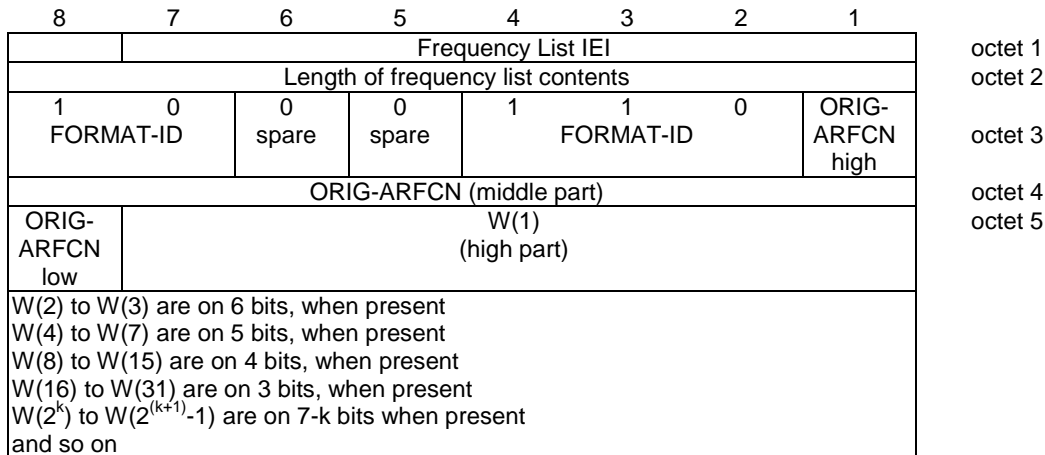 8 7 6 5 4 3 2 1
Frequency List IEI octet 1
Length of frequency list contents octet 2
1 0 0 0 1 1 0 ORIG-
FORMAT-ID spare spare FORMAT-ID ARFCN octet 3
high
ORIG-ARFCN (middle part) octet 4
ORIG- W(1) octet 5
ARFCN (high part)
low
W(2) to W(3) are on 6 bits, when present
W(4) to W(7) are on 5 bits, when present
W(8) to W(15) are on 4 bits, when present
W(16) to W(31) are on 3 bits, when present
W(2^k) to W(2^(k+1)-1) are on 7-k bits when present
and so on